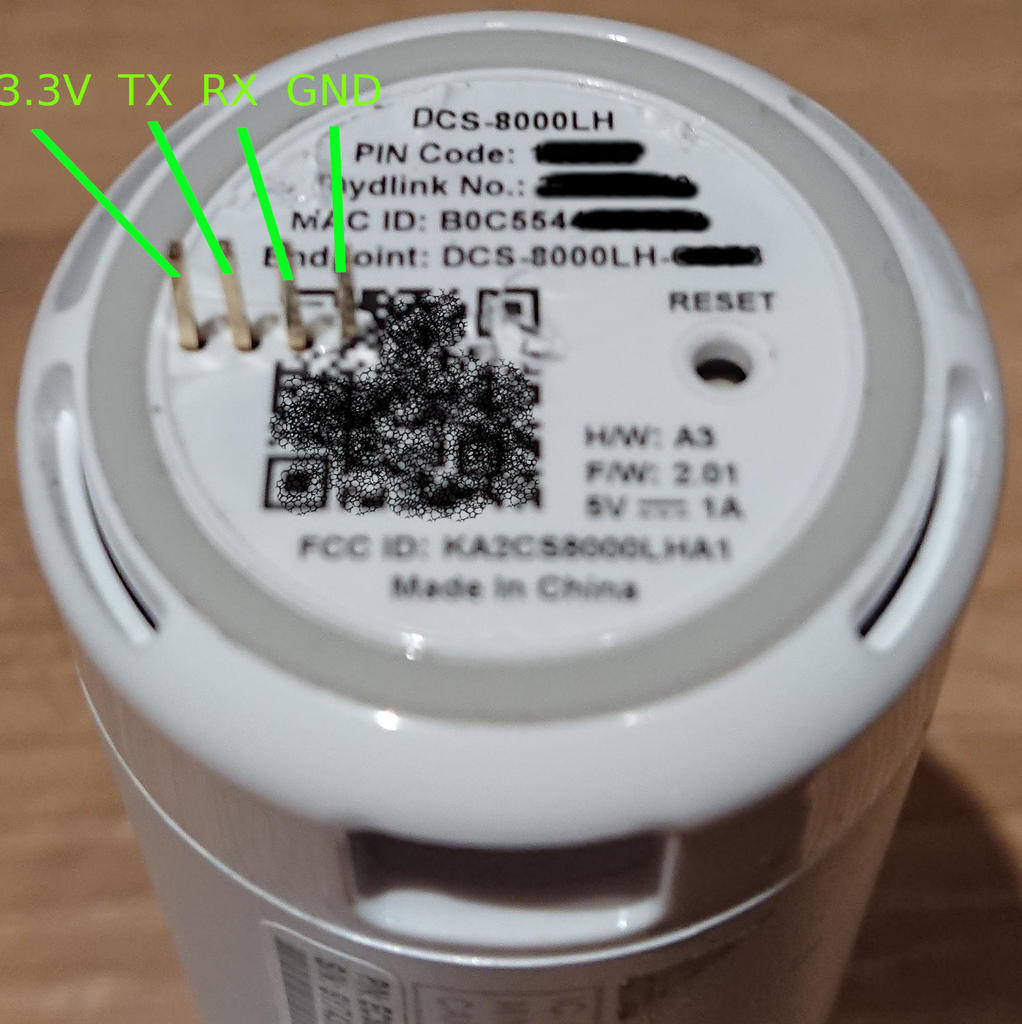 3.3V TX RX GND
DCS-8000LH
PIN Code:
mydlink No.:
MAC ID: B0C554
Endpoint: DCS-8000LH-
RESET
H/W: A3
F/W: 2.01
5V ⎓ 1A
FCC ID: KA2CS8000LHA1
Made In China